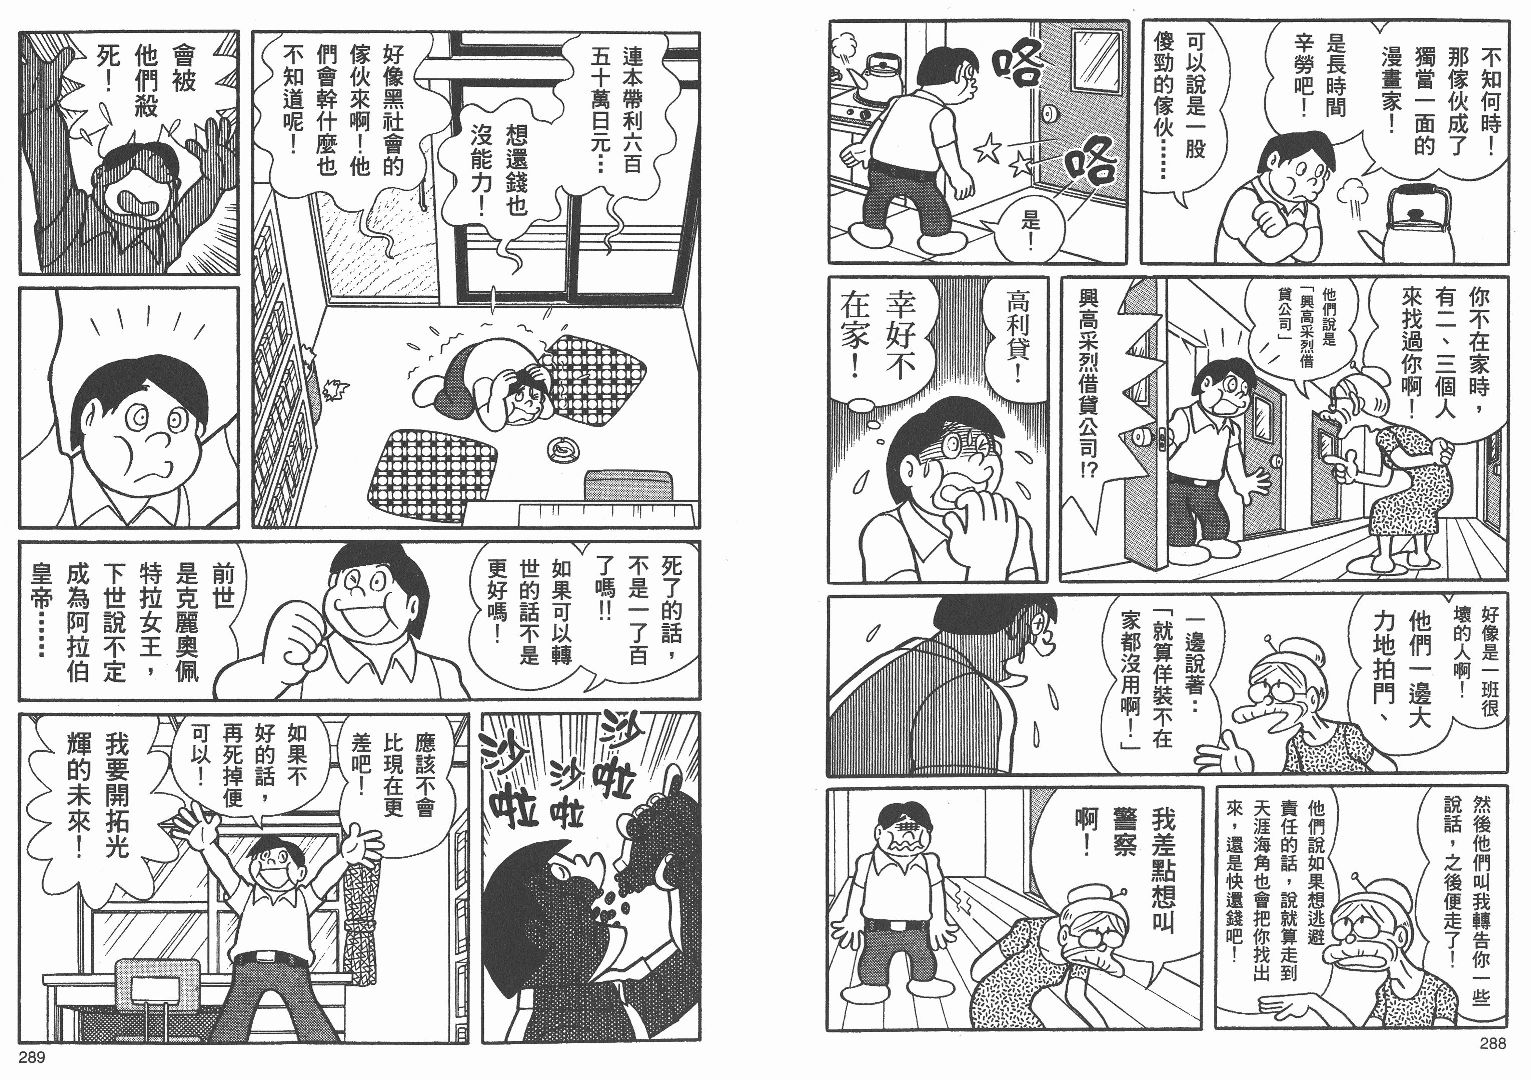 不知何時！
那傢伙成了
獨當一面的
漫畫家！
是長時間
辛勞吧！
可以說是一股
傻勁的傢伙……
咯
咯
是！
你不在家時，
有二、三個人
來找過你啊！
他們說是
「興高采烈借
貸公司」
興高采烈借貸公司!?
高利貸！
幸好不
在家！
好像是一班很
壞的人啊！
他們一邊大
力地拍門、
一邊說著：
「就算佯裝不在
家都沒用啊！」
然後他們叫我轉告你一些
說話，之後便走了！
他們說如果想逃避
責任的話，說就算走到
天涯海角也會把你找出
來，還是快還錢吧！
我差點想叫
警察
啊！
288
連本帶利六百
五十萬日元…
想還錢也
沒能力！
好像黑社會的
傢伙來啊！他
們會幹什麼也
不知道呢！
會被
他們殺
死！
死了的話，
不是一了百
了嗎!!
如果可以轉
世的話不是
更好嗎！
前世
是克麗奧佩
特拉女王，
下世說不定
成為阿拉伯
皇帝……
沙
啦
沙
啦
沙
啦
應該不會
比現在更
差吧！
如果不
好的話，
再死掉便
可以！
我要開拓光
輝的未來！
289